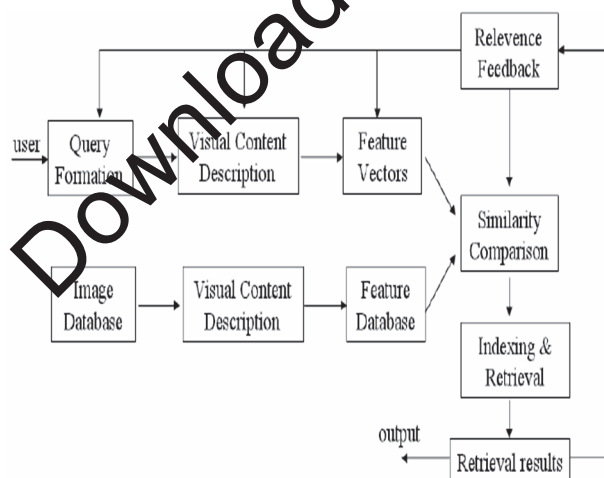 Relevence
Feedback
user
Query
Formation
Visual Content
Description
Feature
Vectors
Similarity
Comparison
Image
Database
Visual Content
Description
Feature
Database
Indexing &
Retrieval
output
Retrieval results
Download